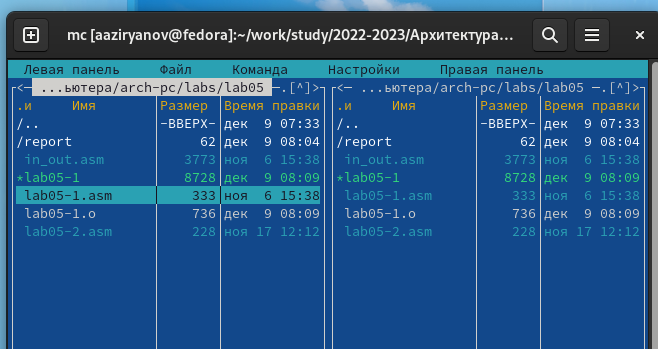 mc [aaziryanov@fedora]:~/work/study/2022-2023/Архитектура...
Левая панель Файл Команда Настройки Правая панель
<— ...ьютера/arch-pc/labs/lab05 —.[^]> <— ...ьютера/arch-pc/labs/lab05 —.[^]>
.и Имя Размер Время правки .и Имя Размер Время правки
/.. -ВВЕРХ- дек 9 07:33 /.. -ВВЕРХ- дек 9 07:33
/report 62 дек 9 08:04 /report 62 дек 9 08:04
in_out.asm 3773 ноя 6 15:38 in_out.asm 3773 ноя 6 15:38
*lab05-1 8728 дек 9 08:09 *lab05-1 8728 дек 9 08:09
lab05-1.asm 333 ноя 6 15:38 lab05-1.asm 333 ноя 6 15:38
lab05-1.o 736 дек 9 08:09 lab05-1.o 736 дек 9 08:09
lab05-2.asm 228 ноя 17 12:12 lab05-2.asm 228 ноя 17 12:12